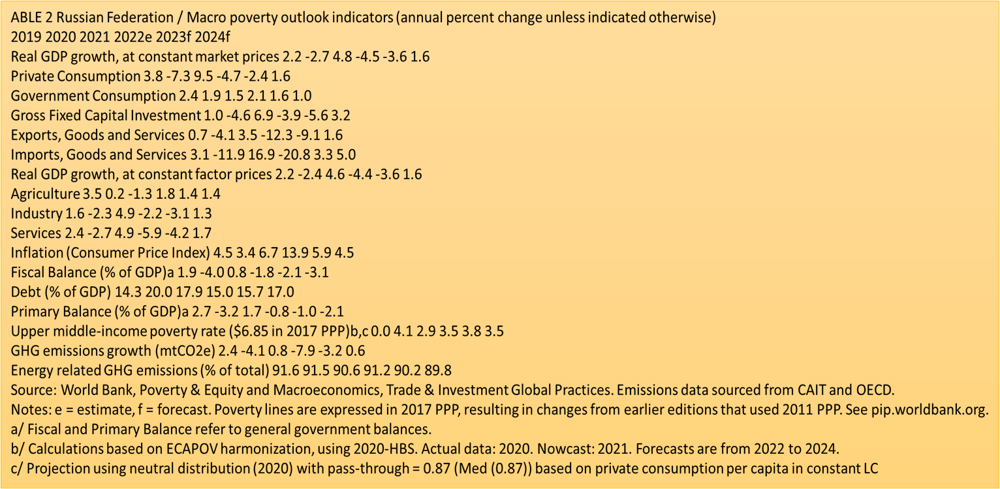 ABLE 2 Russian Federation / Macro poverty outlook indicators (annual percent change unless indicated otherwise)
2019 2020 2021 2022e 2023f 2024f
Real GDP growth, at constant market prices 2.2 -2.7 4.8 -4.5 -3.6 1.6
Private Consumption 3.8 -7.3 9.5 -4.7 -2.4 1.6
Government Consumption 2.4 1.9 1.5 2.1 1.6 1.0
Gross Fixed Capital Investment 1.0 -4.6 6.9 -3.9 -5.6 3.2
Exports, Goods and Services 0.7 -4.1 3.5 -12.3 -9.1 1.6
Imports, Goods and Services 3.1 -11.9 16.9 -20.8 3.3 5.0
Real GDP growth, at constant factor prices 2.2 -2.4 4.6 -4.4 -3.6 1.6
Agriculture 3.5 0.2 -1.3 1.8 1.4 1.4
Industry 1.6 -2.3 4.9 -2.2 -3.1 1.3
Services 2.4 -2.7 4.9 -5.9 -4.2 1.7
Inflation (Consumer Price Index) 4.5 3.4 6.7 13.9 5.9 4.5
Fiscal Balance (% of GDP)a 1.9 -4.0 0.8 -1.8 -2.1 -3.1
Debt (% of GDP) 14.3 20.0 17.9 15.0 15.7 17.0
Primary Balance (% of GDP)a 2.7 -3.2 1.7 -0.8 -1.0 -2.1
Upper middle-income poverty rate ($6.85 in 2017 PPP)b,c 0.0 4.1 2.9 3.5 3.8 3.5
GHG emissions growth (mtCO2e) 2.4 -4.1 0.8 -7.9 -3.2 0.6
Energy related GHG emissions (% of total) 91.6 91.5 90.6 91.2 90.2 89.8
Source: World Bank, Poverty & Equity and Macroeconomics, Trade & Investment Global Practices. Emissions data sourced from CAIT and OECD.
Notes: e = estimate, f = forecast. Poverty lines are expressed in 2017 PPP, resulting in changes from earlier editions that used 2011 PPP. See pip.worldbank.org.
a/ Fiscal and Primary Balance refer to general government balances.
b/ Calculations based on ECAPOV harmonization, using 2020-HBS. Actual data: 2020. Nowcast: 2021. Forecasts are from 2022 to 2024.
c/ Projection using neutral distribution (2020) with pass-through = 0.87 (Med (0.87)) based on private consumption per capita in constant LC